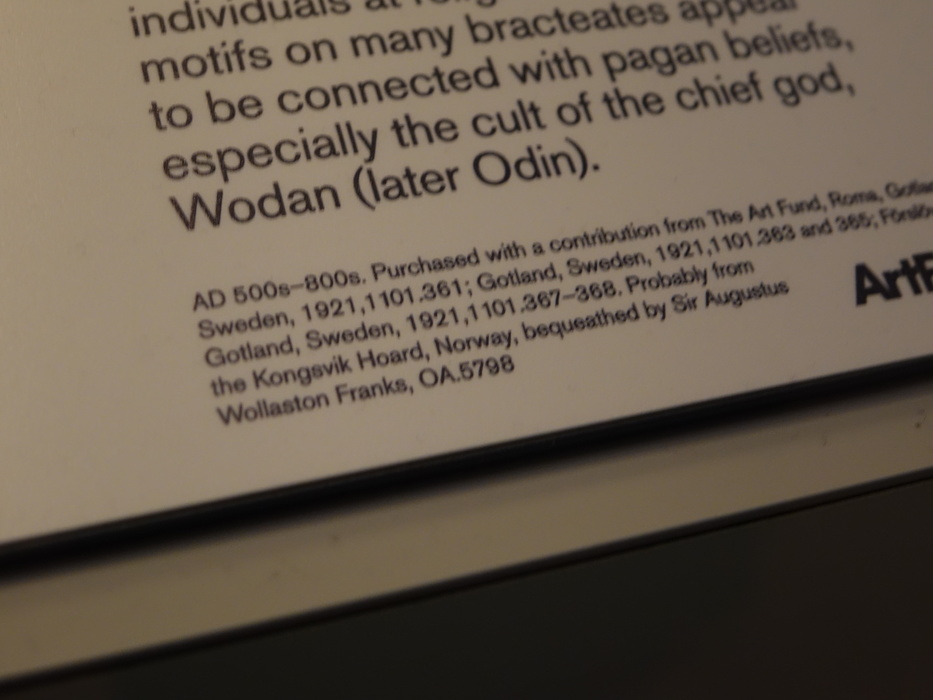 individuals at
motifs on many bracteates appear
to be connected with pagan beliefs,
especially the cult of the chief god,
Wodan (later Odin).
AD 500s–800s. Purchased with a contribution from The Art Fund, Roma,
Sweden, 1921,1101.361; Gotland, Sweden, 1921,1101.363 and 365;
Gotland, Sweden, 1921,1101.367–368. Probably from
the Kongsvik Hoard, Norway, bequeathed by Sir Augustus
Wollaston Franks, OA.5798
Art